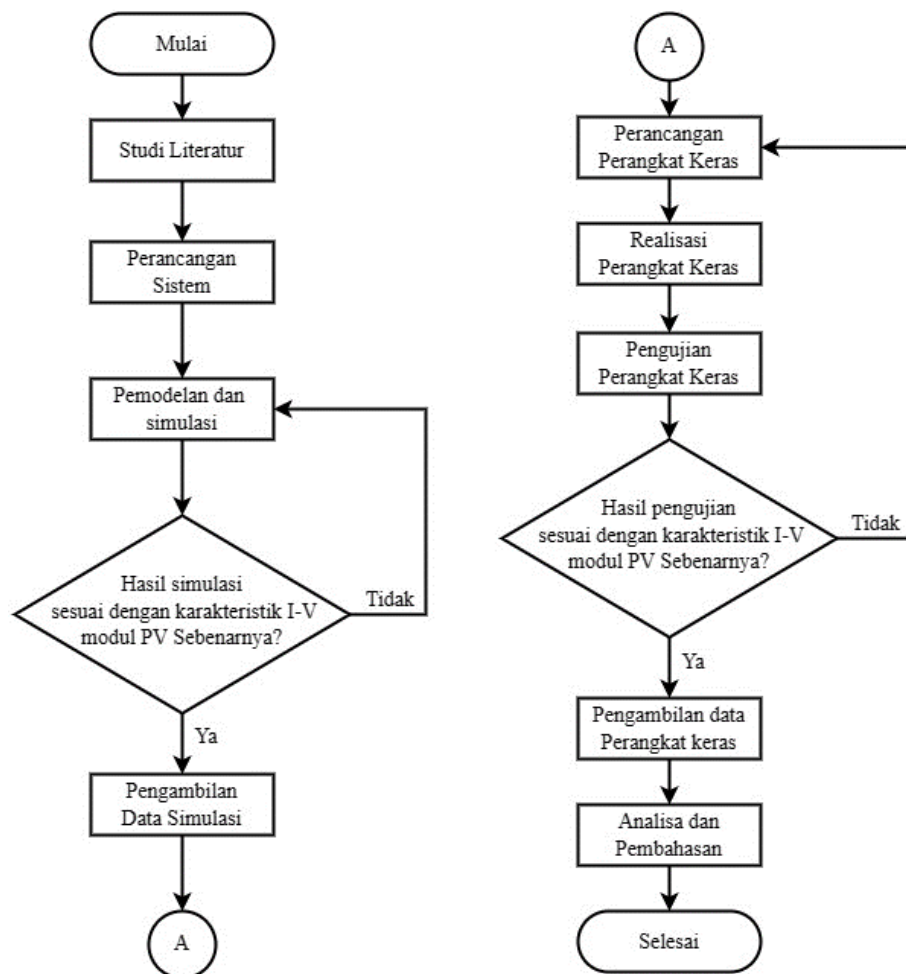 Mulai
Studi Literatur
Perancangan
Sistem
Pemodelan dan
simulasi
Hasil simulasi
sesuai dengan karakteristik I-V
modul PV Sebenarnya?
Tidak
Ya
Pengambilan
Data Simulasi
A
A
Perancangan
Perangkat Keras
Realisasi
Perangkat Keras
Pengujian
Perangkat Keras
Hasil pengujian
sesuai dengan karakteristik I-V
modul PV Sebenarnya?
Tidak
Ya
Pengambilan data
Perangkat keras
Analisa dan
Pembahasan
Selesai